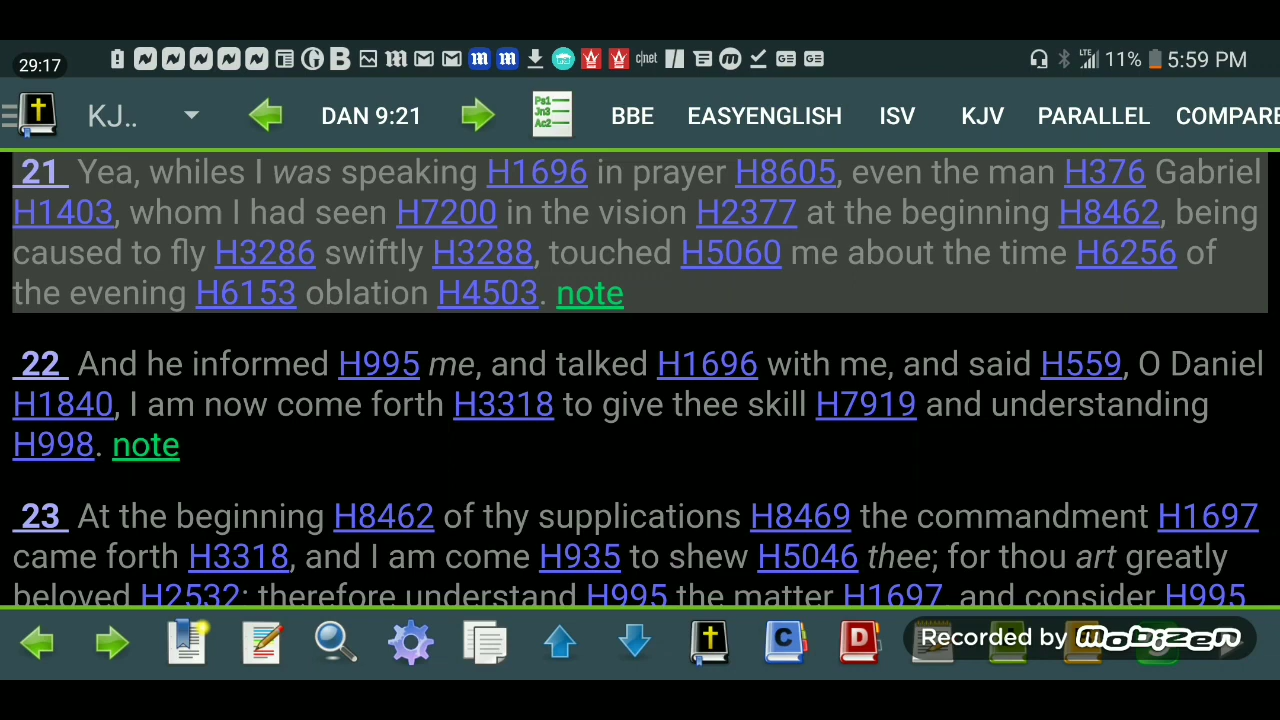 29:17
11% 5:59 PM
LTE
c|net
KJ.. DAN 9:21 BBE EASYENGLISH ISV KJV PARALLEL COMPARE
Ps1
Jn3
Ac2
21 Yea, whiles I was speaking H1696 in prayer H8605, even the man H376 Gabriel
H1403, whom I had seen H7200 in the vision H2377 at the beginning H8462, being
caused to fly H3286 swiftly H3288, touched H5060 me about the time H6256 of
the evening H6153 oblation H4503. note
22 And he informed H995 me, and talked H1696 with me, and said H559, O Daniel
H1840, I am now come forth H3318 to give thee skill H7919 and understanding
H998. note
23 At the beginning H8462 of thy supplications H8469 the commandment H1697
came forth H3318, and I am come H935 to shew H5046 thee; for thou art greatly
beloved H2532: therefore understand H995 the matter H1697, and consider H995
C D Recorded by mobizen